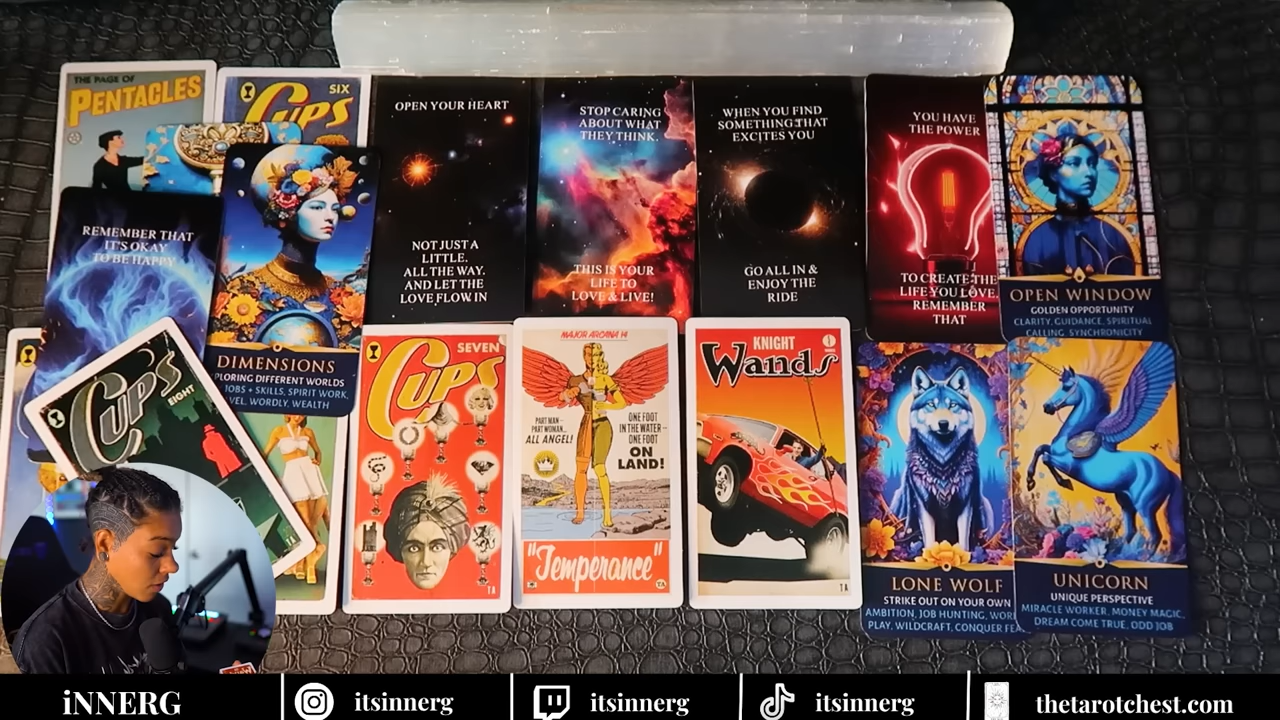 THE PAGE OF
PENTACLES
SIX
Cups
REMEMBER THAT
IT'S OKAY
TO BE HAPPY
DIMENSIONS
PLORING DIFFERENT WORLDS
JOBS + SKILLS, SPIRIT WORK,
VEL, WORDLY, WEALTH
OPEN YOUR HEART
NOT JUST A
LITTLE.
ALL THE WAY.
AND LET THE
LOVE FLOW IN
STOP CARING
ABOUT WHAT
THEY THINK.
THIS IS YOUR
LIFE TO
LOVE & LIVE!
WHEN YOU FIND
SOMETHING THAT
EXCITES YOU
GO ALL IN &
ENJOY THE
RIDE
YOU HAVE
THE POWER
TO CREATE THE
LIFE YOU LOVE.
REMEMBER
THAT
OPEN WINDOW
GOLDEN OPPORTUNITY
CLARITY, GUIDANCE, SPIRITUAL
CALLING, SYNCHRONICITY
CUPS
EIGHT
SEVEN
Cups
TA
MAJOR ARCANA 14
PART MAN-
PART WOMAN...
ALL ANGEL!
ONE FOOT
IN THE WATER-
ONE FOOT
ON
LAND!
"Temperance"
TA
KNIGHT
Wands
TA
LONE WOLF
STRIKE OUT ON YOUR OWN
AMBITION, JOB HUNTING, WOR
PLAY, WILDCRAFT, CONQUER FEA
UNICORN
UNIQUE PERSPECTIVE
MIRACLE WORKER, MONEY MAGIC,
DREAM COME TRUE, ODD JOB
iNNERG
itsinnerg
itsinnerg
itsinnerg
thetarotchest.com